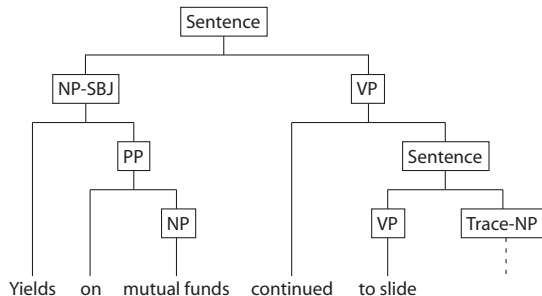 Sentence
NP-SBJ VP
PP Sentence
NP VP Trace-NP
Yields on mutual funds continued to slide